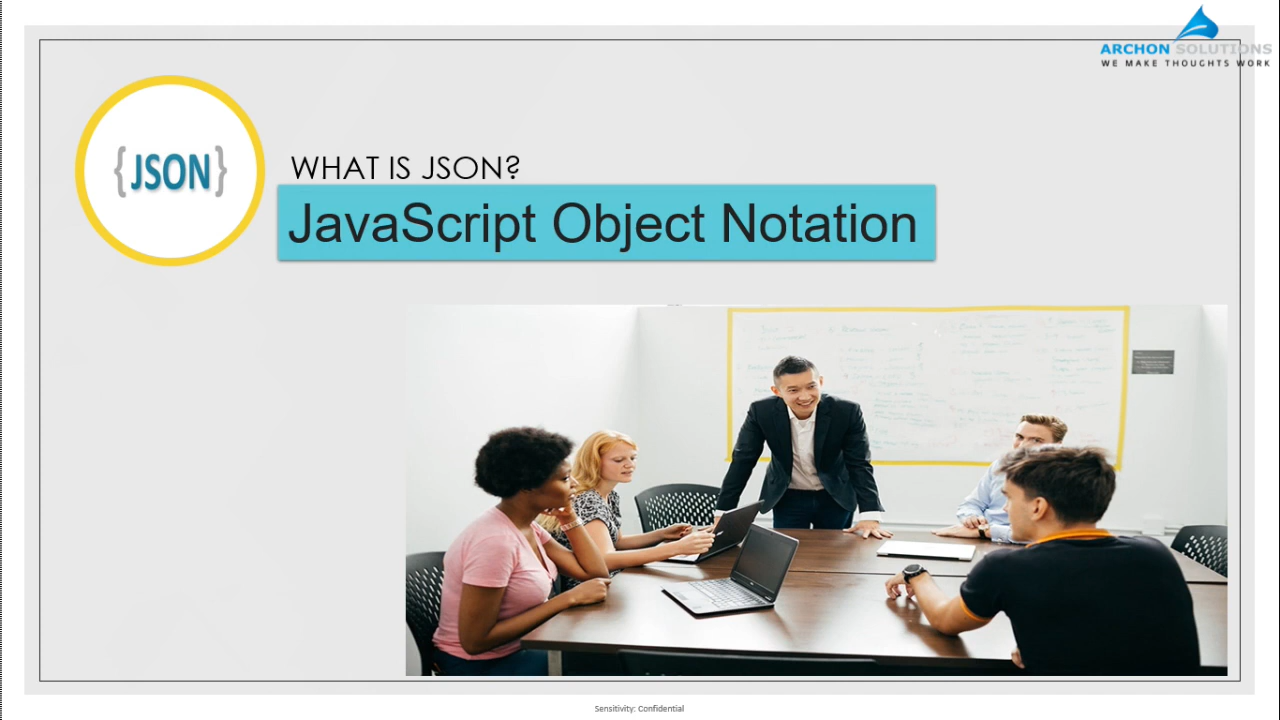 ARCHON SOLUTIONS
WE MAKE THOUGHTS WORK
{JSON}
WHAT IS JSON?
JavaScript Object Notation
Sensitivity: Confidential